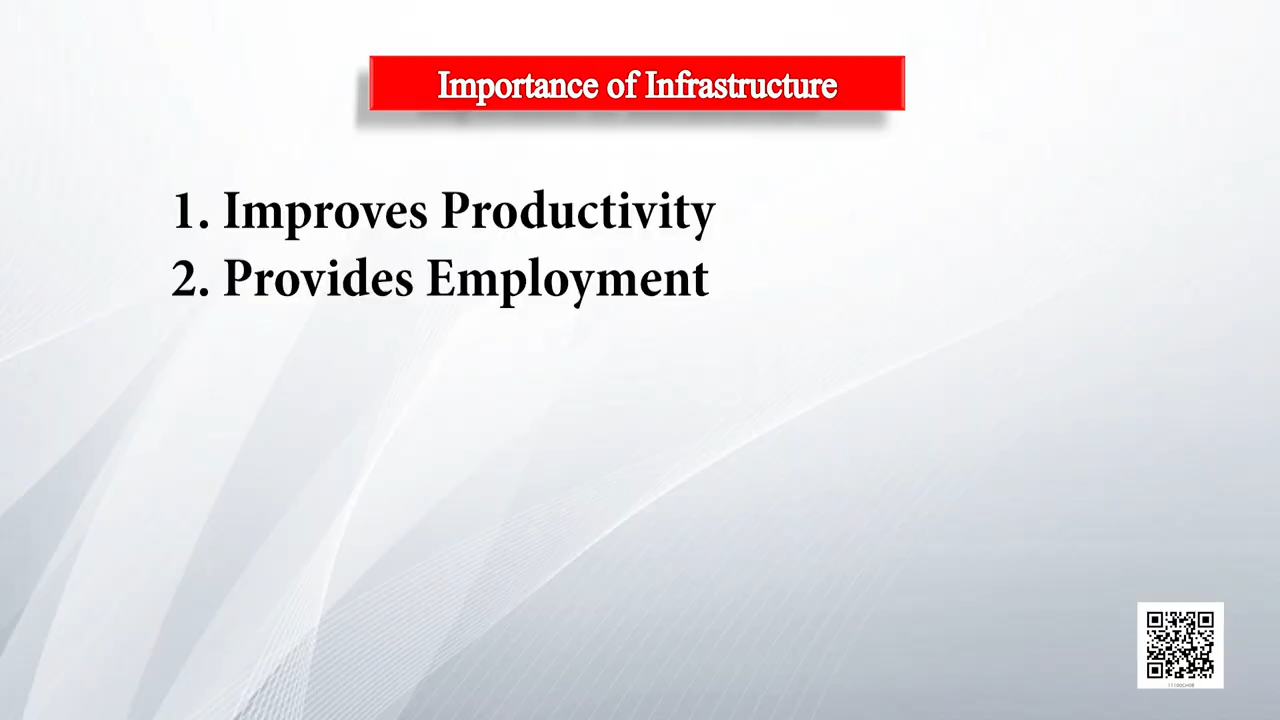 Importance of Infrastructure
1. Improves Productivity
2. Provides Employment